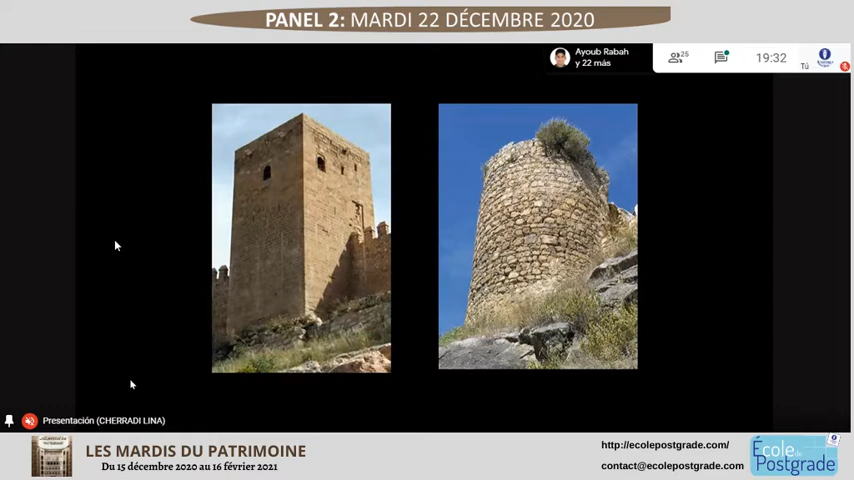 PANEL 2: MARDI 22 DÉCEMBRE 2020
Ayoub Rabah
y 22 más
25
19:32
Tú
Presentación (CHERRADI LINA)
LES MARDIS DU PATRIMOINE
Du 15 décembre 2020 au 16 février 2021
http://ecolepostgrade.com/
contact@ecolepostgrade.com
École de
Postgrade